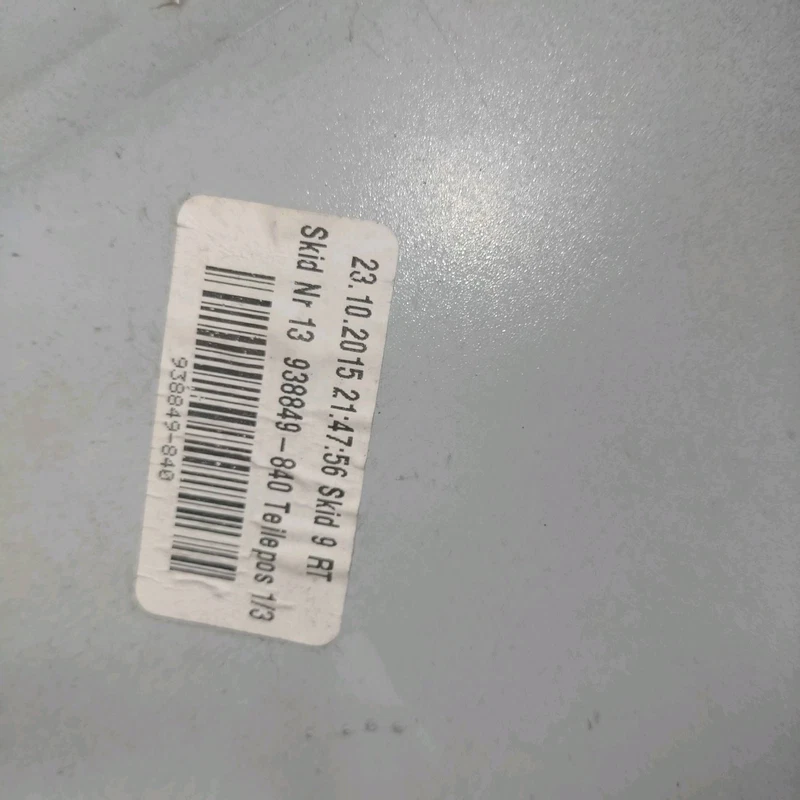 23.10.2015 21:47:56 Skid 9 RT
Skid Nr 13 938849-840 Teilepos 1/3
938849-840